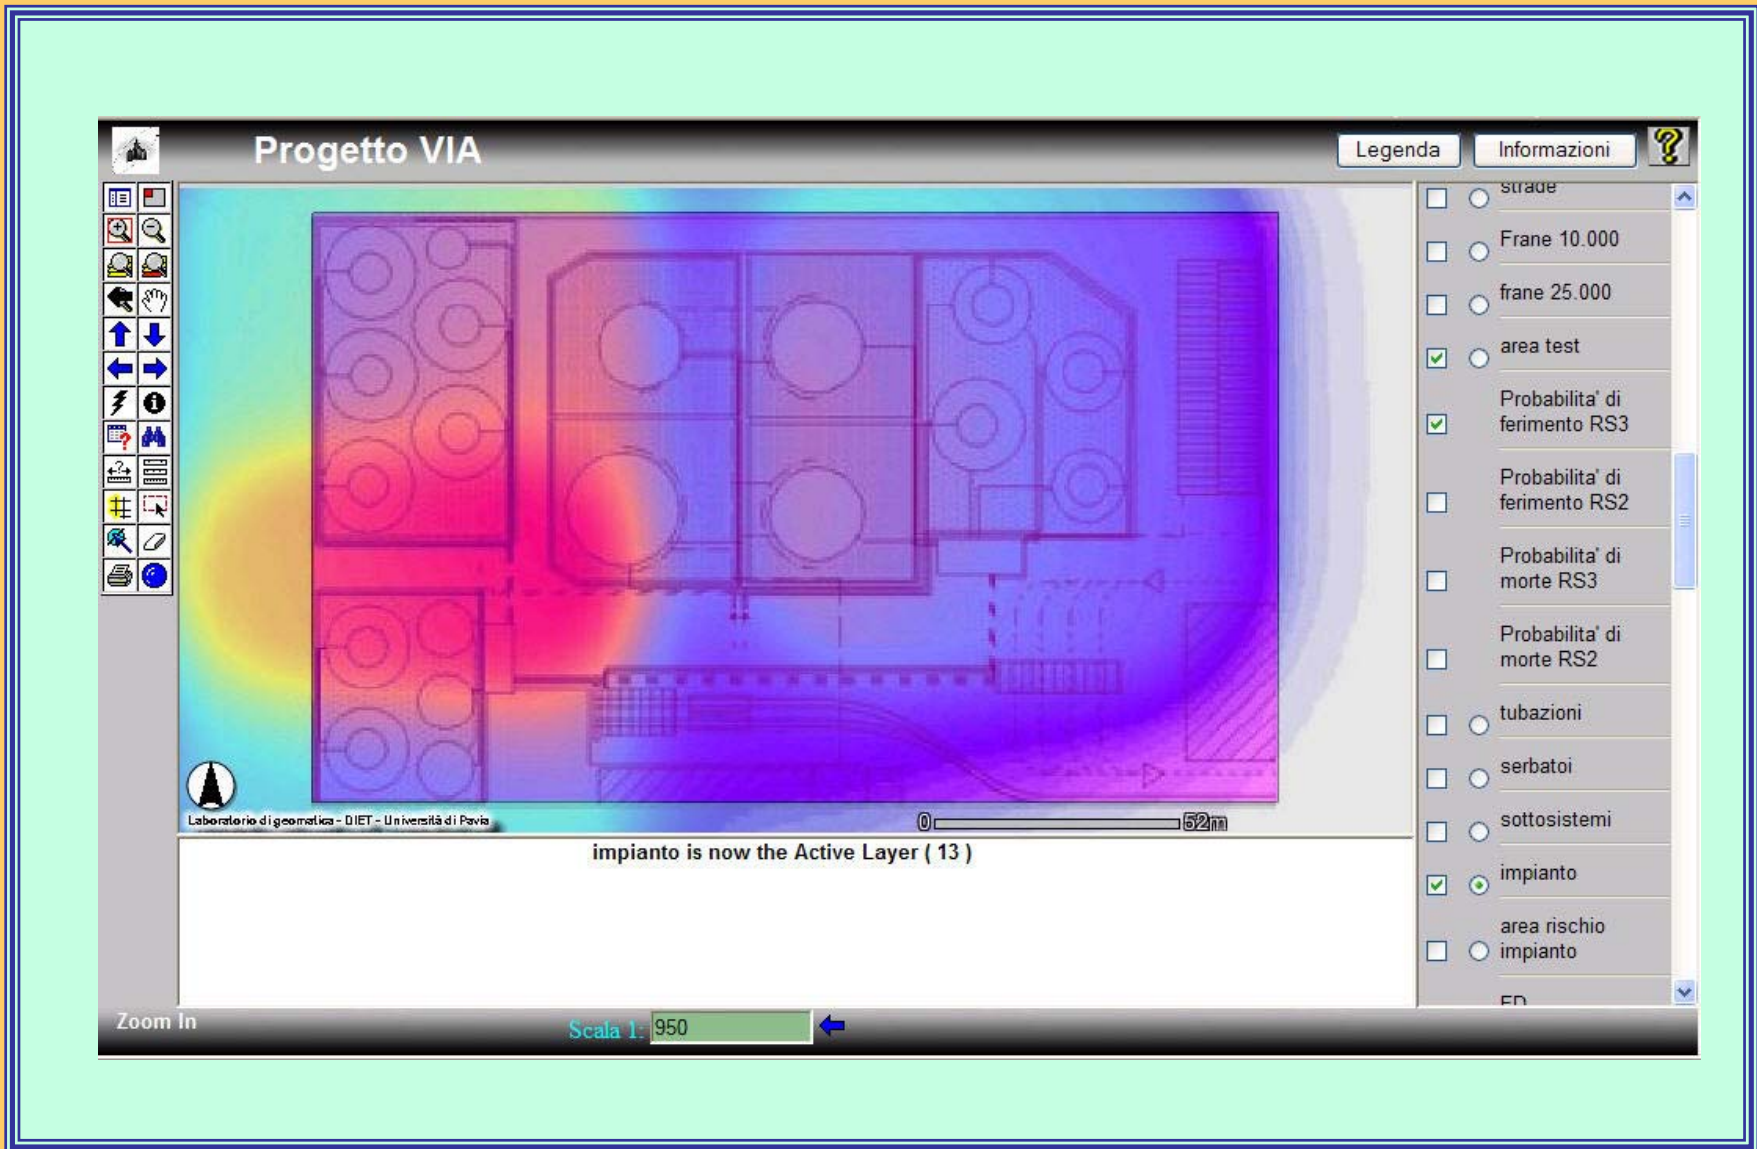 Progetto VIA
Legenda
Informazioni
strade
Frane 10.000
frane 25.000
area test
Probabilita' di
ferimento RS3
Probabilita' di
ferimento RS2
Probabilita' di
morte RS3
Probabilita' di
morte RS2
tubazioni
serbatoi
sottosistemi
impianto
area rischio
impianto
Laboratorio di geomatica - DIET - Università di Pavia
0
52m
impianto is now the Active Layer ( 13 )
Zoom In
Scala 1: 950